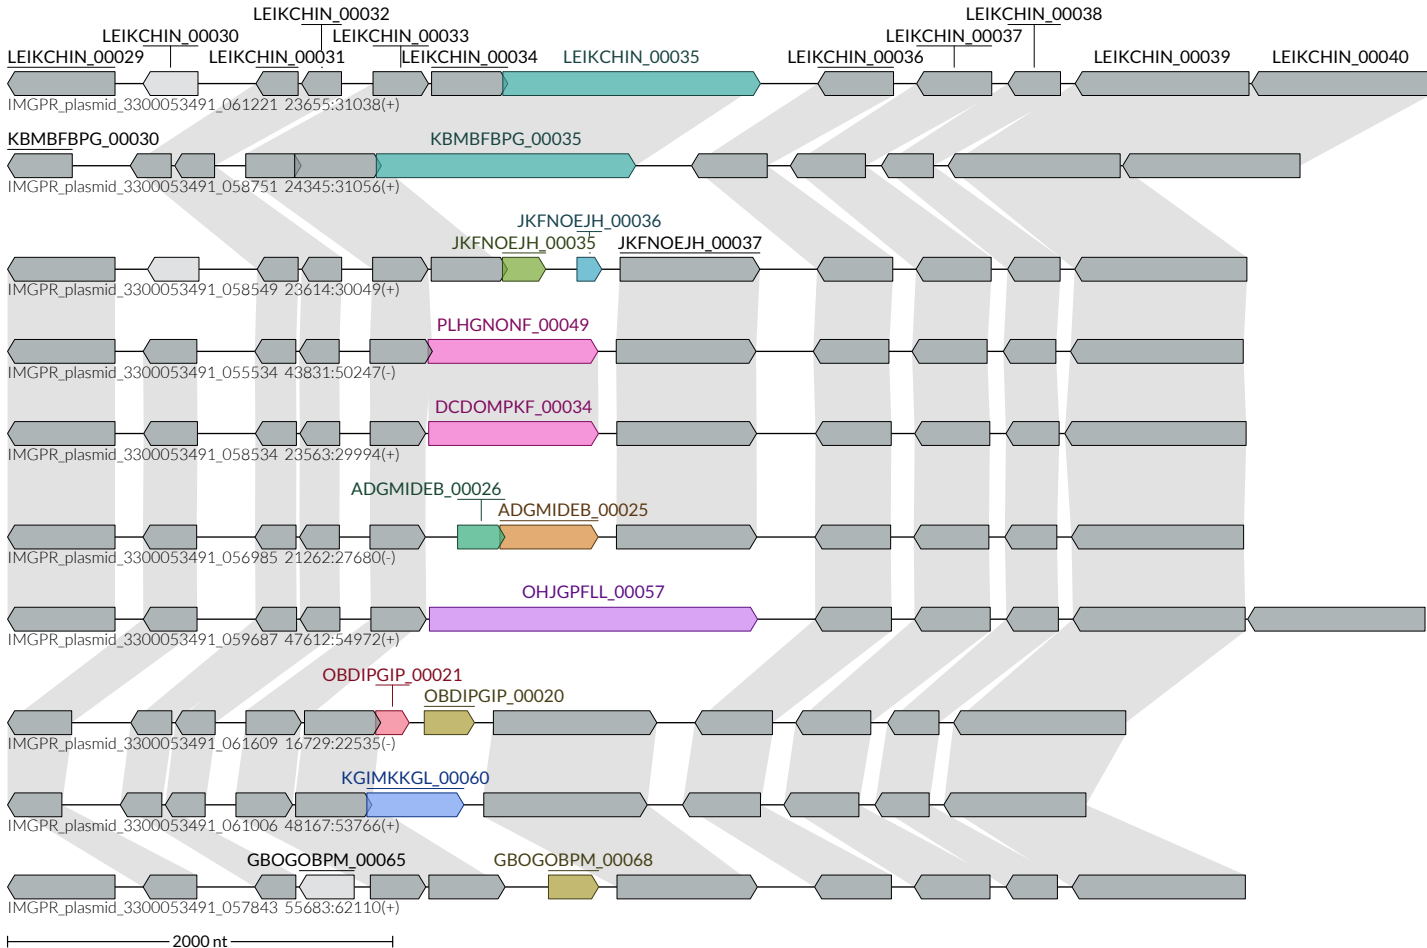 LEIKCHIN_00032 LEIKCHIN_00038
LEIKCHIN_00030 LEIKCHIN_00033 LEIKCHIN_00037
LEIKCHIN_00029 LEIKCHIN_00031 LEIKCHIN_00034 LEIKCHIN_00035 LEIKCHIN_00036 LEIKCHIN_00039 LEIKCHIN_00040
IMGPR_plasmid_3300053491_061221 23655:31038(+)
KBMBFBPG_00030 KBMBFBPG_00035
IMGPR_plasmid_3300053491_058751 24345:31056(+)
JKFNOEJH_00036
JKFNOEJH_00035 JKFNOEJH_00037
IMGPR_plasmid_3300053491_058549 23614:30049(+)
PLHGNONF_00049
IMGPR_plasmid_3300053491_055534 43831:50247(-)
DCDOMPKF_00034
IMGPR_plasmid_3300053491_058534 23563:29994(+)
ADGMIDEB_00026
ADGMIDEB_00025
IMGPR_plasmid_3300053491_056985 21262:27680(-)
OHJGPFLL_00057
IMGPR_plasmid_3300053491_059687 47612:54972(+)
OBDIPGIP_00021
OBDIPGIP_00020
IMGPR_plasmid_3300053491_061609 16729:22535(-)
KGIMKKGL_00060
IMGPR_plasmid_3300053491_061006 48167:53766(+)
GBOGOBPM_00065 GBOGOBPM_00068
IMGPR_plasmid_3300053491_057843 55683:62110(+)
2000 nt